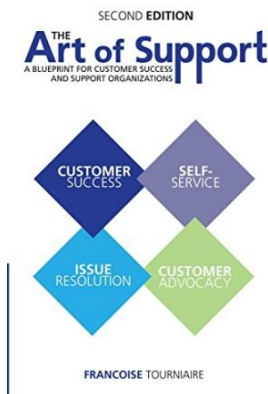 SECOND EDITION
THE
Art of Support
A BLUEPRINT FOR CUSTOMER SUCCESS
AND SUPPORT ORGANIZATIONS
CUSTOMER
SUCCESS
SELF-
SERVICE
ISSUE
RESOLUTION
CUSTOMER
ADVOCACY
FRANCOISE TOURNIAIRE